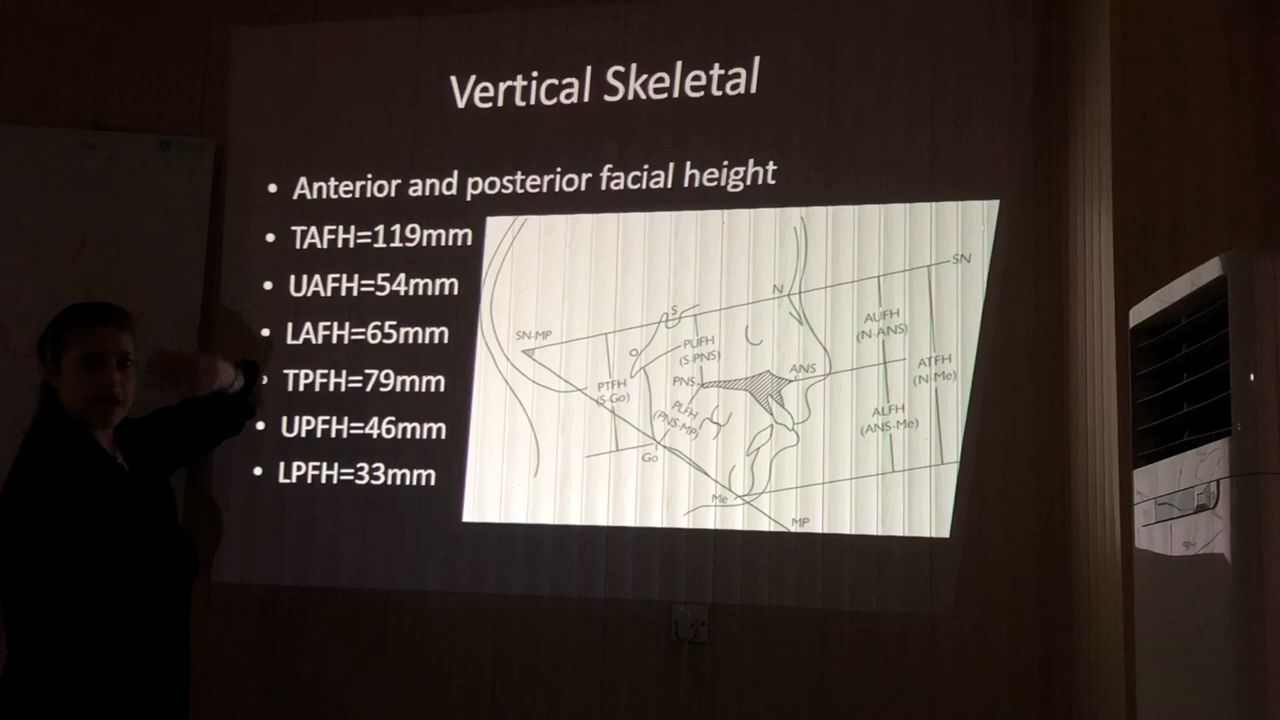 Vertical Skeletal
• Anterior and posterior facial height
• TAFH=119mm
• UAFH=54mm
• LAFH=65mm
• TPFH=79mm
• UPFH=46mm
• LPFH=33mm
SN
N
S
SN-MP
AUFH
(N-ANS)
PUFH
(S-PNS)
ANS
ATFH
(N-Me)
PNS
PTFH
(S-Go)
PLFH
(PNS-MP)
ALFH
(ANS-Me)
Go
Me
MP